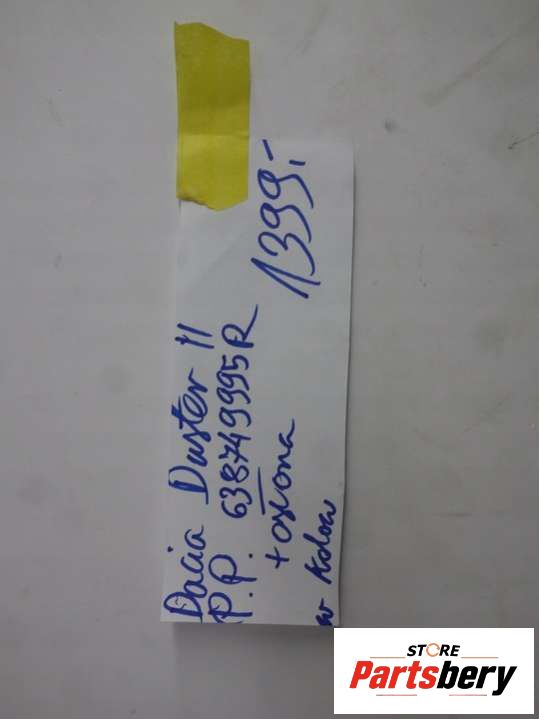 Dacia Duster II
P.P. 638749995R
+ osłona 1399,-
w Kolor
STORE
Partsbery